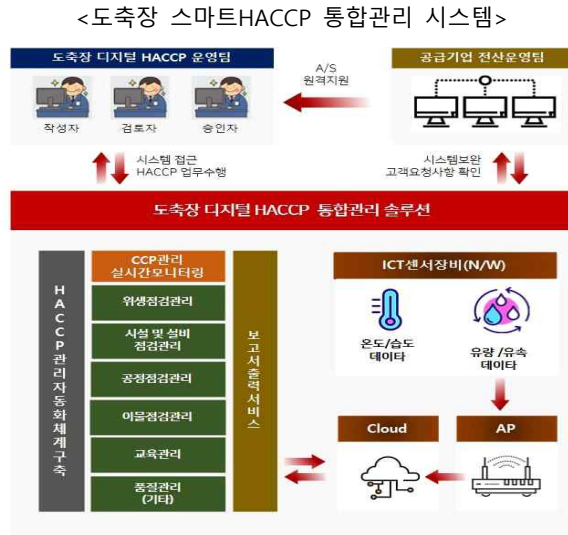 <도축장 스마트HACCP 통합관리 시스템>
도축장 디지털 HACCP 운영팀
공급기업 전산운영팀
A/S
원격지원
작성자
검토자
승인자
시스템 접근
HACCP 업무수행
시스템보완
고객요청사항 확인
도축장 디지털 HACCP 통합관리 솔루션
HACCP관리자동화체계구축
CCP관리
실시간모니터링
위생점검관리
시설 및 설비
점검관리
공정점검관리
이물점검관리
교육관리
품질관리
(기타)
보고서출력서비스
ICT센서장비(N/W)
온도/습도
데이타
유량 /유속
데이타
Cloud
AP